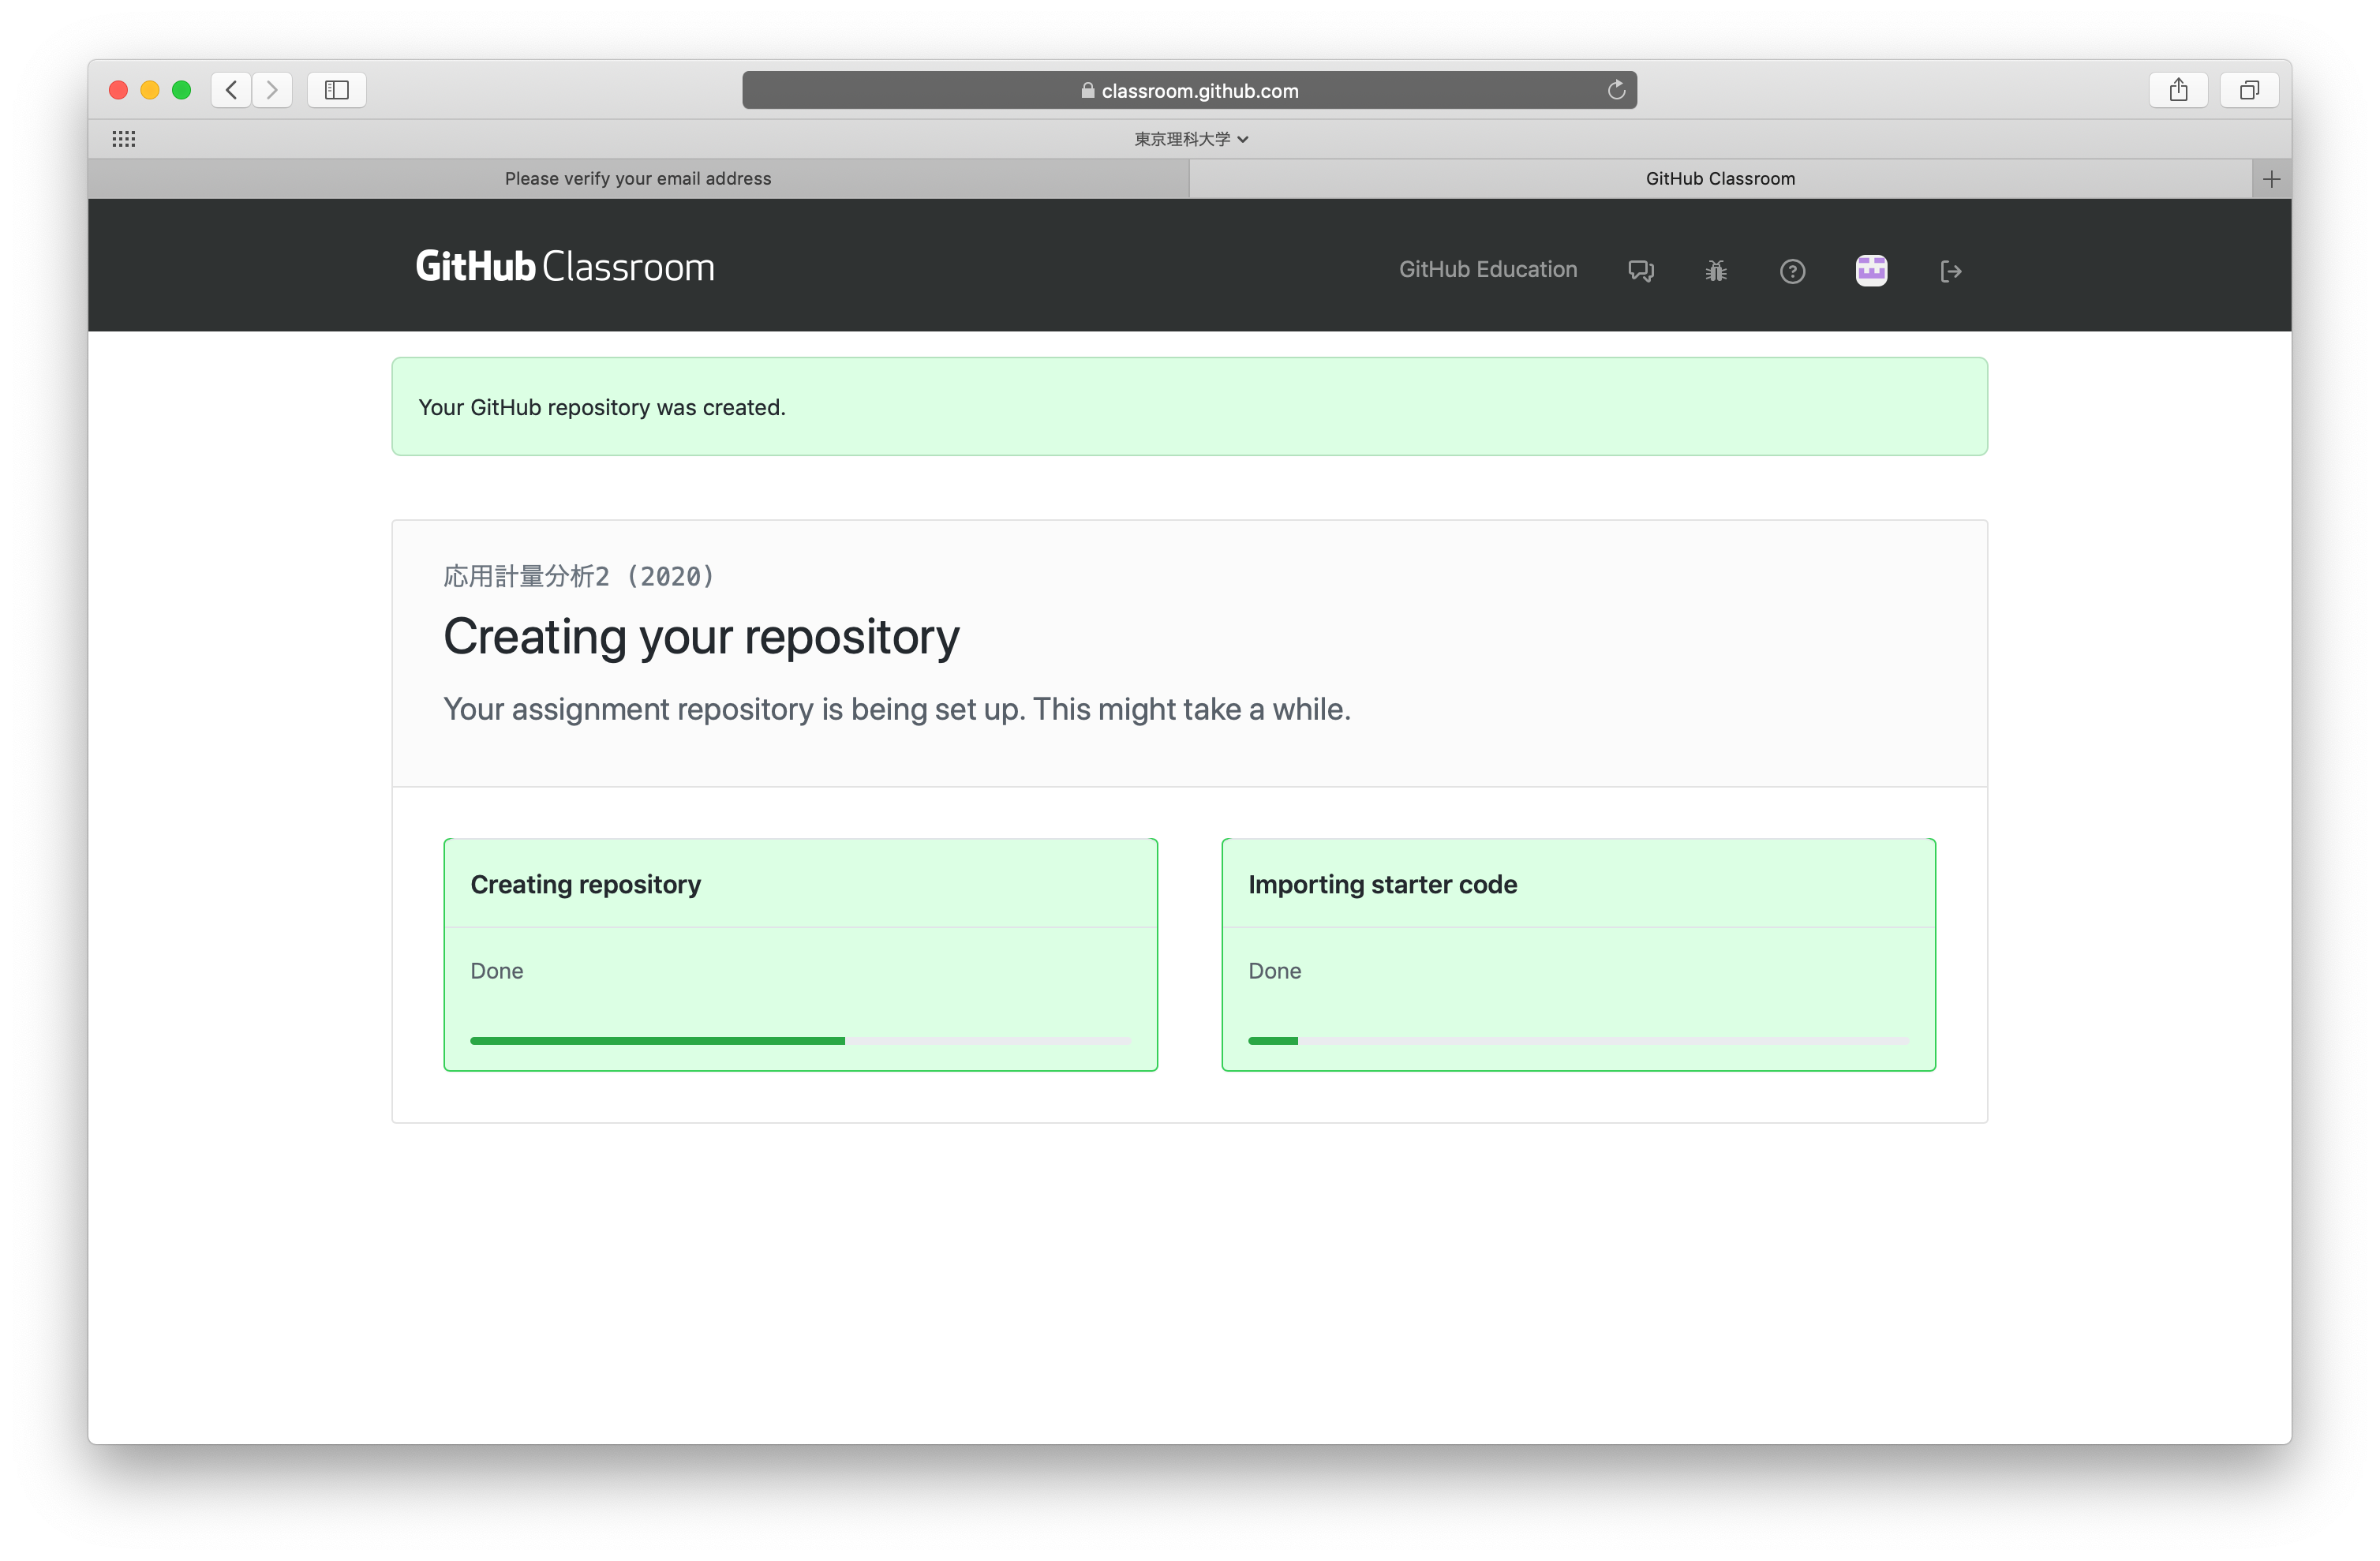 classroom.github.com
東京理科大学
Please verify your email address
GitHub Classroom
GitHub Classroom
GitHub Education
Your GitHub repository was created.
応用計量分析2 (2020)
Creating your repository
Your assignment repository is being set up. This might take a while.
Creating repository
Importing starter code
Done
Done